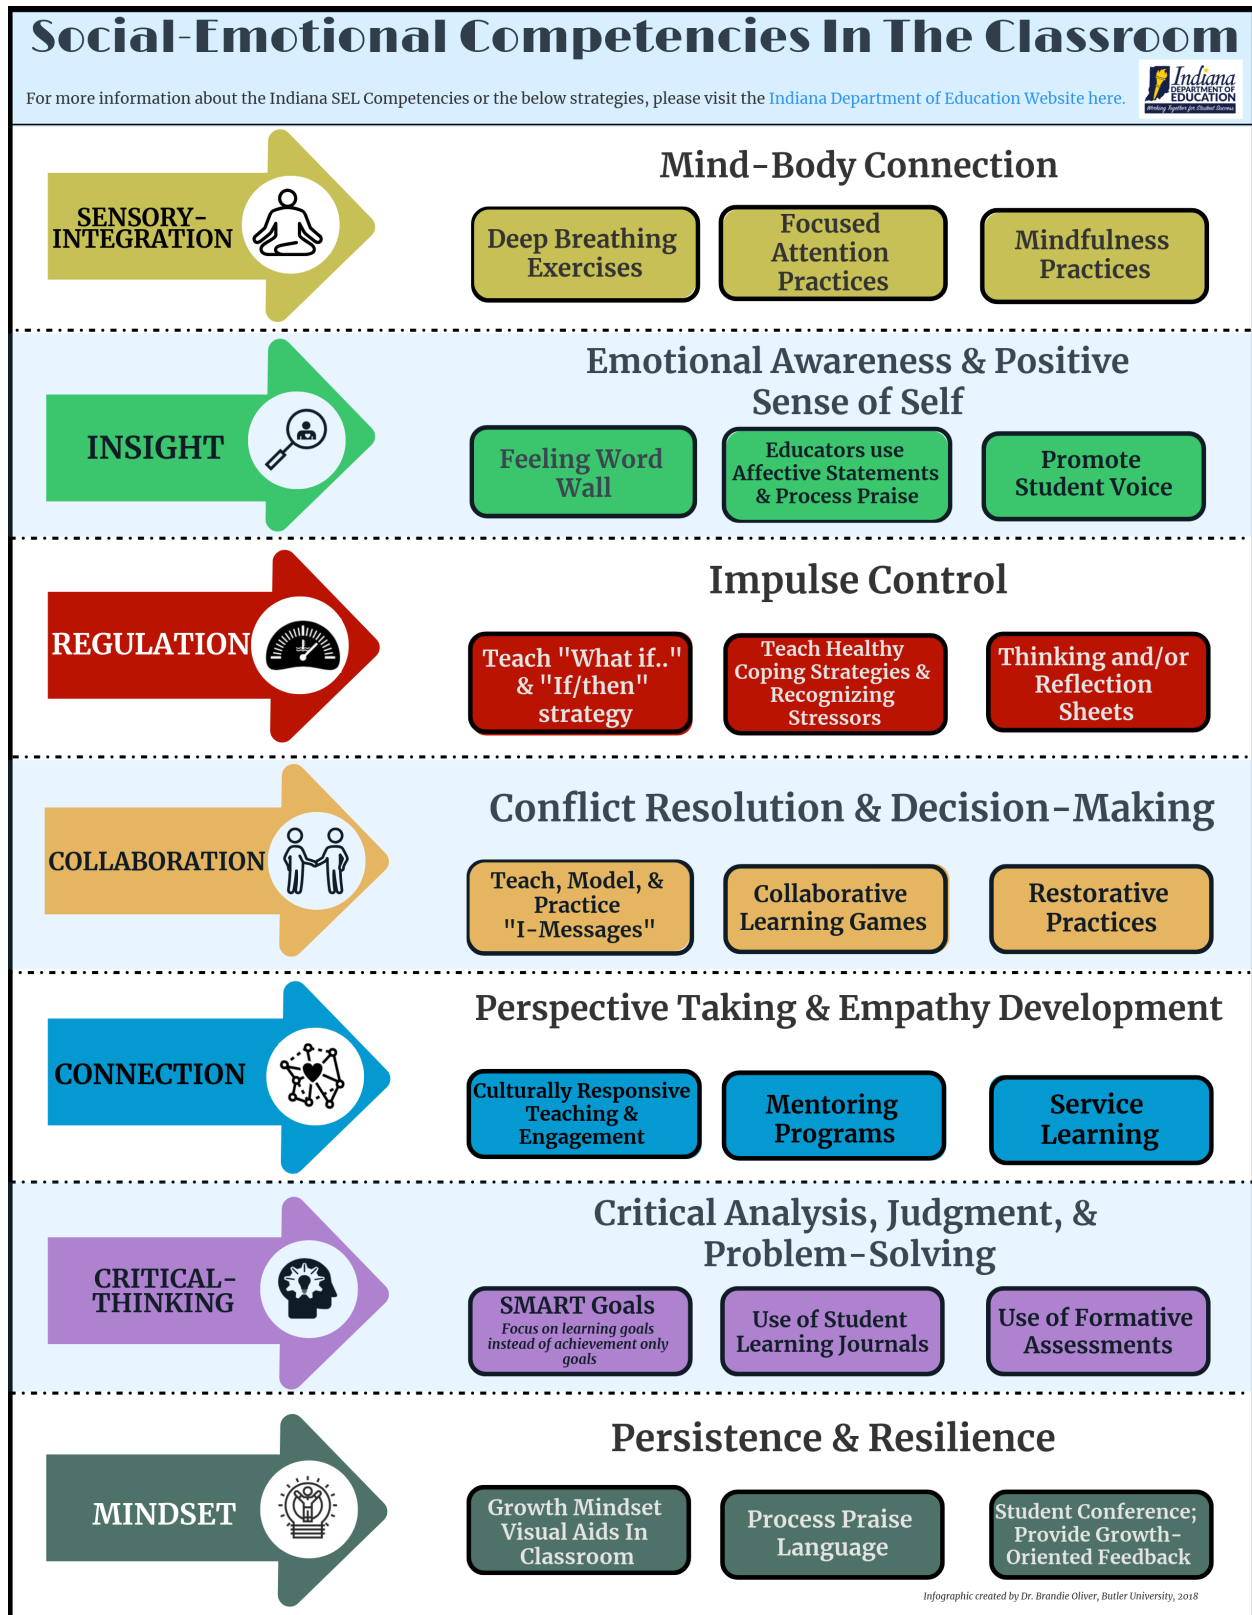 Social-Emotional Competencies In The Classroom
For more information about the Indiana SEL Competencies or the below strategies, please visit the Indiana Department of Education Website here.
Indiana
DEPARTMENT OF
EDUCATION
Working Together for Student Success
SENSORY-
INTEGRATION
Mind-Body Connection
Deep Breathing
Exercises
Focused
Attention
Practices
Mindfulness
Practices
INSIGHT
Emotional Awareness & Positive
Sense of Self
Feeling Word
Wall
Educators use
Affective Statements
& Process Praise
Promote
Student Voice
REGULATION
Impulse Control
Teach "What if.."
& "If/then"
strategy
Teach Healthy
Coping Strategies &
Recognizing
Stressors
Thinking and/or
Reflection
Sheets
COLLABORATION
Conflict Resolution & Decision-Making
Teach, Model, &
Practice
"I-Messages"
Collaborative
Learning Games
Restorative
Practices
CONNECTION
Perspective Taking & Empathy Development
Culturally Responsive
Teaching &
Engagement
Mentoring
Programs
Service
Learning
CRITICAL-
THINKING
Critical Analysis, Judgment, &
Problem-Solving
SMART Goals
Focus on learning goals
instead of achievement only
goals
Use of Student
Learning Journals
Use of Formative
Assessments
MINDSET
Persistence & Resilience
Growth Mindset
Visual Aids In
Classroom
Process Praise
Language
Student Conference;
Provide Growth-
Oriented Feedback
Infographic created by Dr. Brandie Oliver, Butler University, 2018